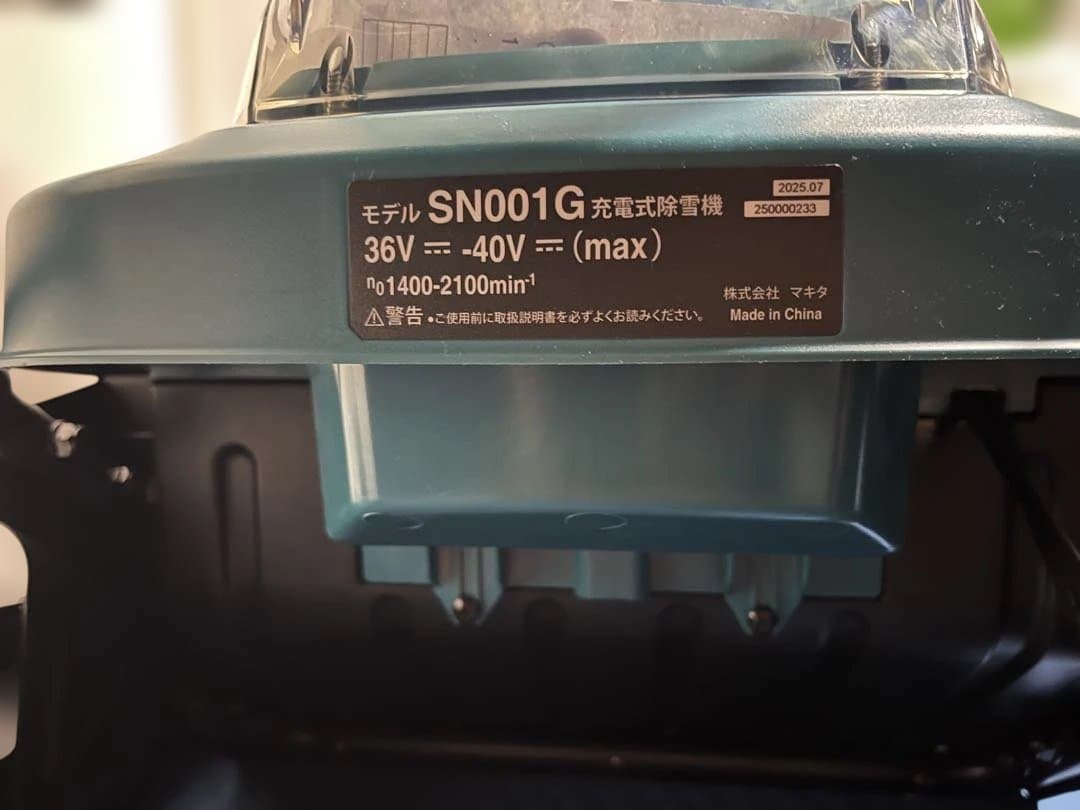 モデル SN001G 充電式除雪機
2025.07
250000233
36V ⎓ -40V ⎓ (max)
n₀1400-2100min⁻¹
⚠警告 •ご使用前に取扱説明書を必ずよくお読みください。
株式会社 マキタ
Made in China